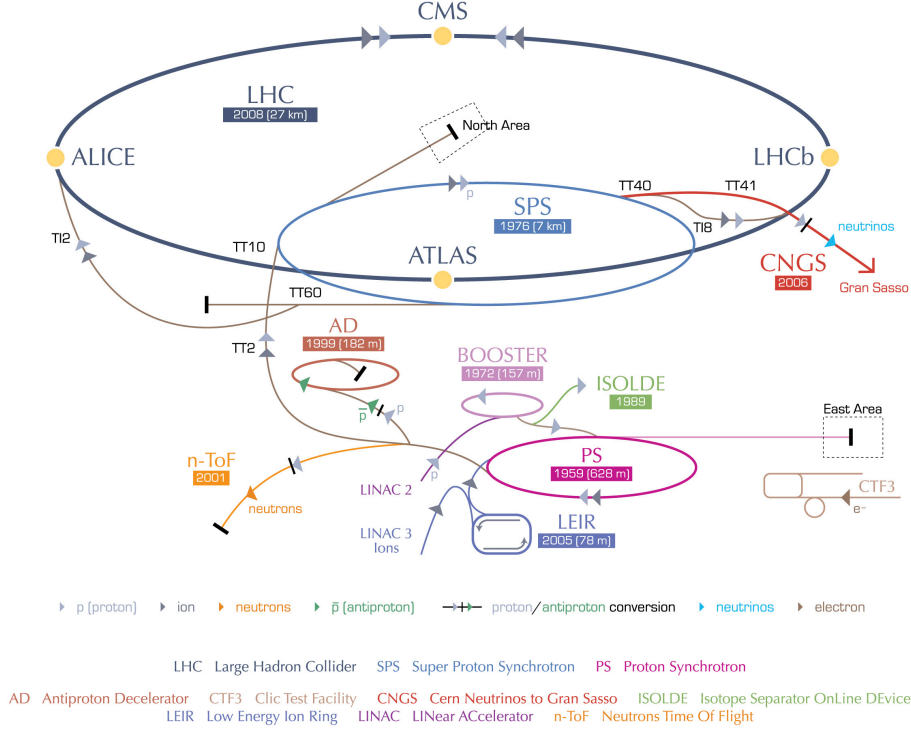 CMS
LHC
2008 (27 km)
North Area
ALICE
LHCb
TT40
TT41
SPS
p
1976 (7 km)
TI2
TT10
TI8
neutrinos
ATLAS
CNGS
2006
Gran Sasso
TT60
AD
1999 (182 m)
TT2
BOOSTER
1972 (157 m)
ISOLDE
1989
p̅
p
East Area
n-ToF
2001
PS
1959 (628 m)
LINAC 2
p
neutrons
CTF3
e-
LINAC 3
Ions
LEIR
2005 (78 m)
p (proton)
ion
neutrons
p̅ (antiproton)
proton/antiproton conversion
neutrinos
electron
LHC Large Hadron Collider SPS Super Proton Synchrotron PS Proton Synchrotron
AD Antiproton Decelerator CTF3 Clic Test Facility CNGS Cern Neutrinos to Gran Sasso ISOLDE Isotope Separator OnLine DEvice
LEIR Low Energy Ion Ring LINAC LINear ACcelerator n-ToF Neutrons Time Of Flight